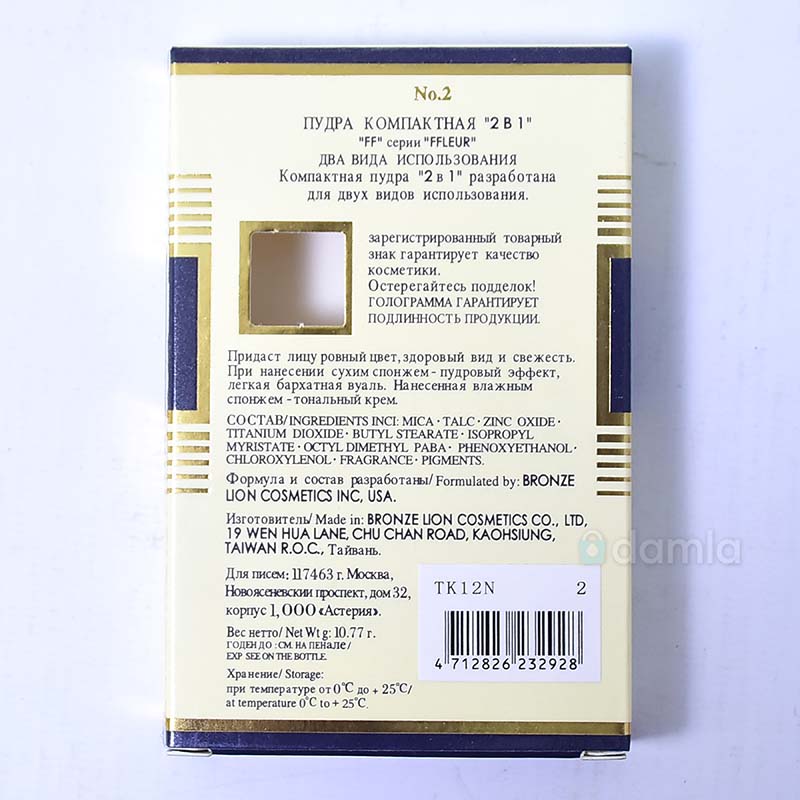 No.2
ПУДРА КОМПАКТНАЯ "2 В 1"
"FF" серии "FFLEUR"
ДВА ВИДА ИСПОЛЬЗОВАНИЯ
Компактная пудра "2 в 1" разработана
для двух видов использования.
зарегистрированный товарный
знак гарантирует качество
косметики.
Остерегайтесь подделок!
ГОЛОГРАММА ГАРАНТИРУЕТ
ПОДЛИННОСТЬ ПРОДУКЦИИ.
Придаст лицу ровный цвет, здоровый вид и свежесть.
При нанесении сухим спонжем - пудровый эффект,
лёгкая бархатная вуаль. Нанесенная влажным
спонжем - тональный крем.
СОСТАВ/INGREDIENTS INCI: MICA · TALC · ZINC OXIDE ·
TITANIUM DIOXIDE · BUTYL STEARATE · ISOPROPYL
MYRISTATE · OCTYL DIMETHYL PABA · PHENOXYETHANOL ·
CHLOROXYLENOL · FRAGRANCE · PIGMENTS.
Формула и состав разработаны/ Formulated by: BRONZE
LION COSMETICS INC, USA.
Изготовитель/ Made in: BRONZE LION COSMETICS CO., LTD,
19 WEN HUA LANE, CHU CHAN ROAD, KAOHSIUNG,
TAIWAN R.O.C., Тайвань.
damla
Для писем: 117463 г. Москва,
Новоясеневский проспект, дом 32,
корпус 1, ООО «Астерия».
Вес нетто/ Net Wt g: 10.77 г.
ГОДЕН ДО : СМ. НА ПЕНАЛЕ/
EXP SEE ON THE BOTTLE.
Хранение/ Storage:
при температуре от 0°C до + 25°C/
at temperature 0°C to + 25°C.
TK12N 2
4 712826 232928